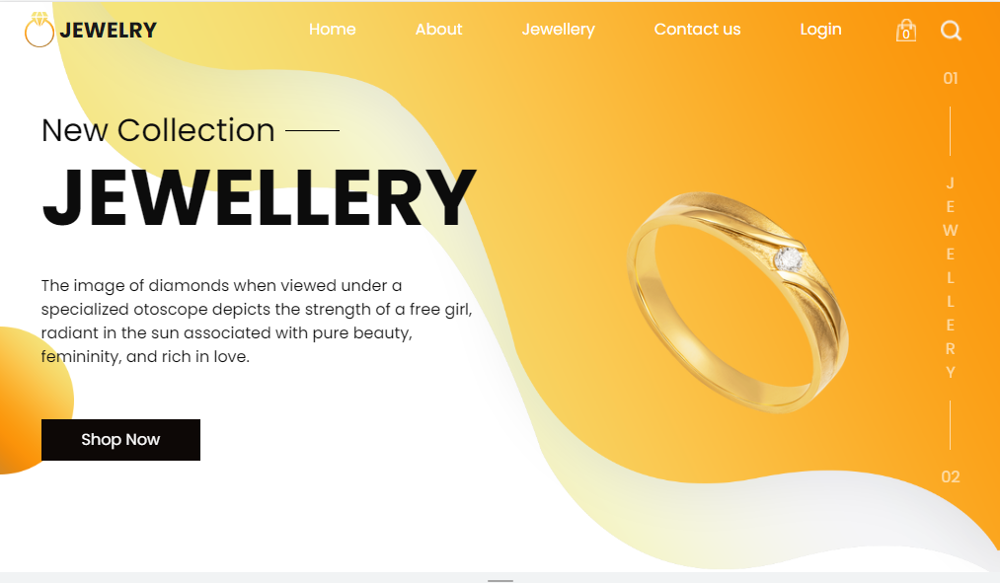 JEWELRY
Home About Jewellery Contact us Login 0
01
New Collection
JEWELLERY
The image of diamonds when viewed under a
specialized otoscope depicts the strength of a free girl,
radiant in the sun associated with pure beauty,
femininity, and rich in love.
Shop Now
J
E
W
E
L
L
E
R
Y
02